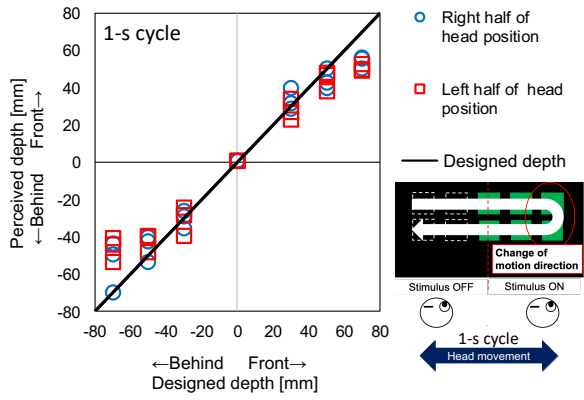 1-s cycle
80
60
40
20
0
-20
-40
-60
-80
-80 -60 -40 -20 0 20 40 60 80
Perceived depth [mm]
←Behind Front→
←Behind Front→
Designed depth [mm]
Right half of
head position
Left half of head
position
Designed depth
Change of
motion direction
Stimulus OFF Stimulus ON
1-s cycle
Head movement